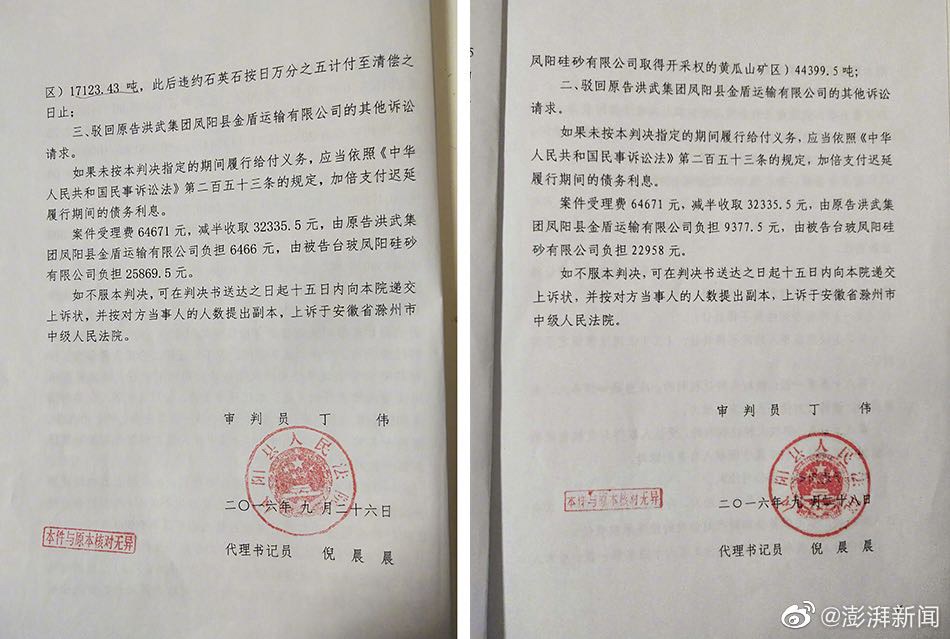 区）17123.43 吨，此后违约石英石按日万分之五计付至清偿之
日止；
三、驳回原告洪武集团凤阳县金盾运输有限公司的其他诉讼
请求。
如果未按本判决指定的期间履行给付义务，应当依照《中华
人民共和国民事诉讼法》第二百五十三条的规定，加倍支付迟延
履行期间的债务利息。
案件受理费 64671 元，减半收取 32335.5 元，由原告洪武集
团凤阳县金盾运输有限公司负担 6466 元，由被告台玻凤阳硅砂
有限公司负担 25869.5 元。
如不服本判决，可在判决书送达之日起十五日内向本院递交
上诉状，并按对方当事人的人数提出副本，上诉于安徽省滁州市
中级人民法院。
审 判 员 丁 伟
阳县人民法
二〇一六年 九 月二十六日
本件与原本核对无异
代理书记员 倪 晨 晨
凤阳硅砂有限公司取得开采权的黄瓜山矿区）44399.5 吨；
二、驳回原告洪武集团凤阳县金盾运输有限公司的其他诉讼
请求。
如果未按本判决指定的期间履行给付义务，应当依照《中华
人民共和国民事诉讼法》第二百五十三条的规定，加倍支付迟延
履行期间的债务利息。
案件受理费 64671 元，减半收取 32335.5 元，由原告洪武集
团凤阳县金盾运输有限公司负担 9377.5 元，由被告台玻凤阳硅
砂有限公司负担 22958 元。
如不服本判决，可在判决书送达之日起十五日内向本院递交
上诉状，并按对方当事人的人数提出副本，上诉于安徽省滁州市
中级人民法院。
审 判 员 丁 伟
阳县人民法
二〇一六年 九 月二十八日
本件与原本核对无异
代理书记员 倪 晨 晨
@澎湃新闻